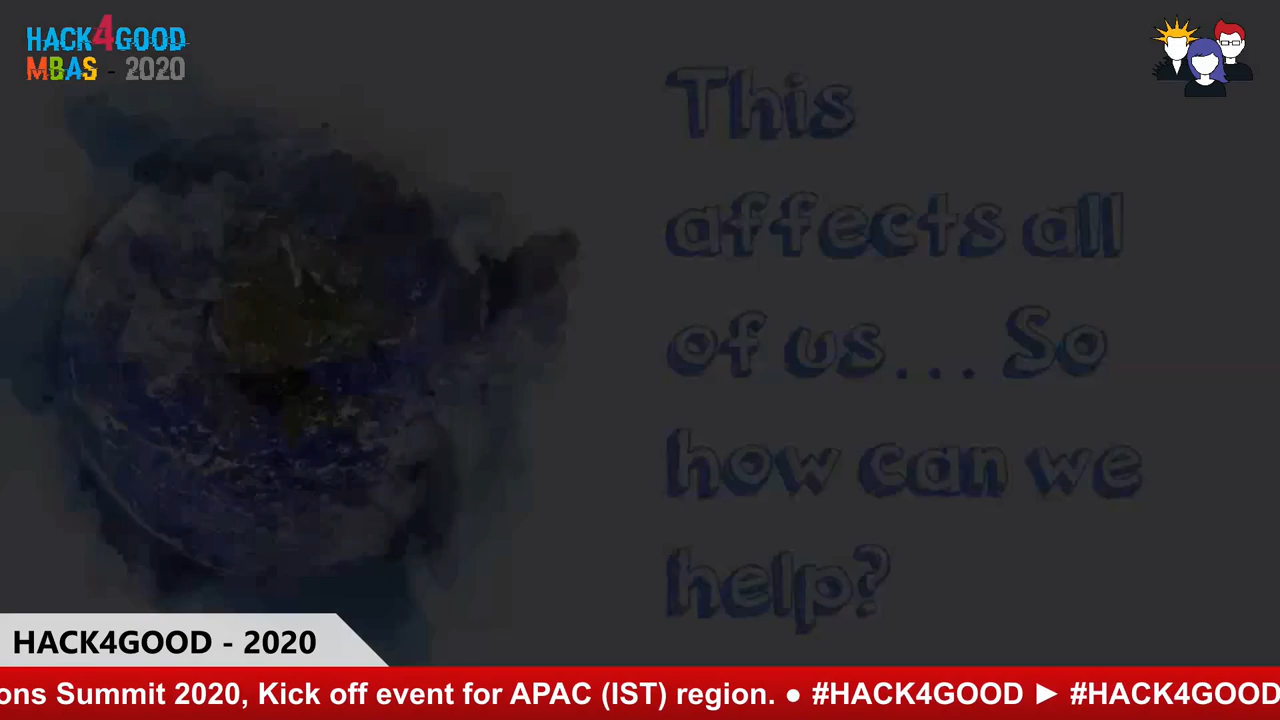 HACK4GOOD
MBAS - 2020
This
affects all
of us... So
how can we
help?
HACK4GOOD - 2020
ons Summit 2020, Kick off event for APAC (IST) region. ● #HACK4GOOD ► #HACK4GOOD